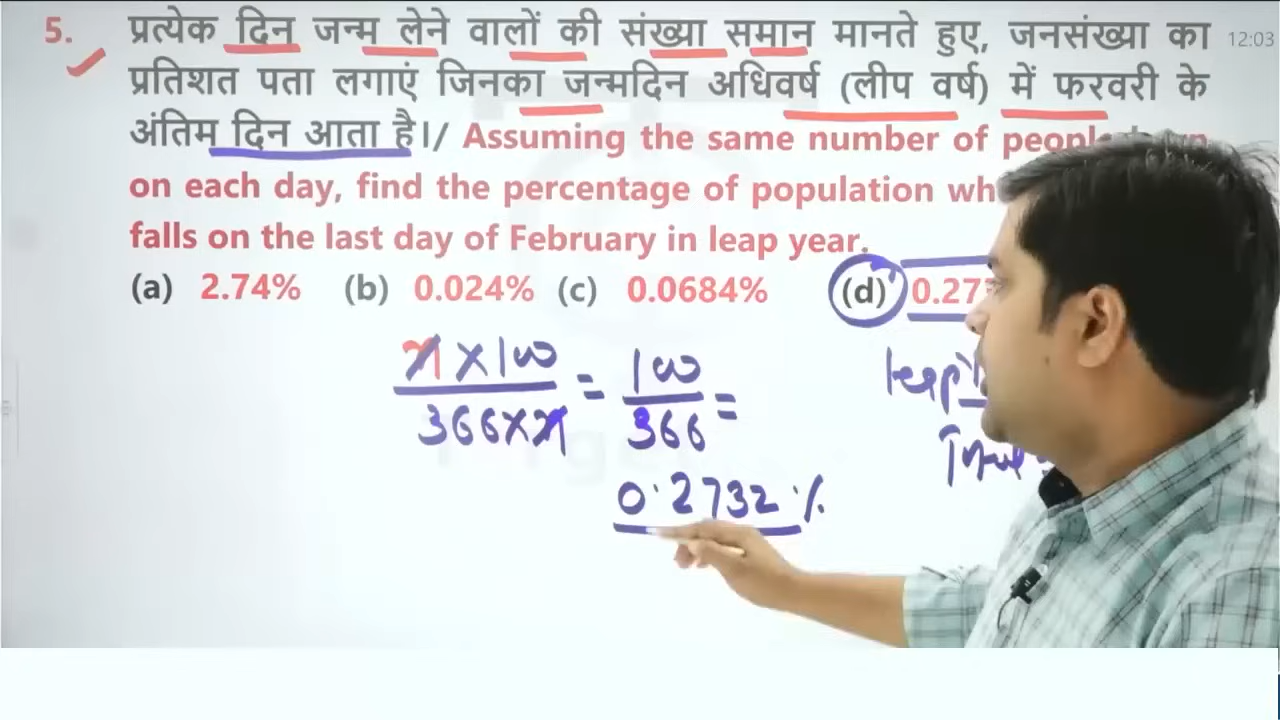 5. प्रत्येक दिन जन्म लेने वालों की संख्या समान मानते हुए, जनसंख्या का 12:03
प्रतिशत पता लगाएं जिनका जन्मदिन अधिवर्ष (लीप वर्ष) में फरवरी के
अंतिम दिन आता है।/ Assuming the same number of people
on each day, find the percentage of population
falls on the last day of February in leap year.
(a) 2.74% (b) 0.024% (c) 0.0684% (d) 0.27
x × 100 = 100 =
366 × x 366
0.2732 %